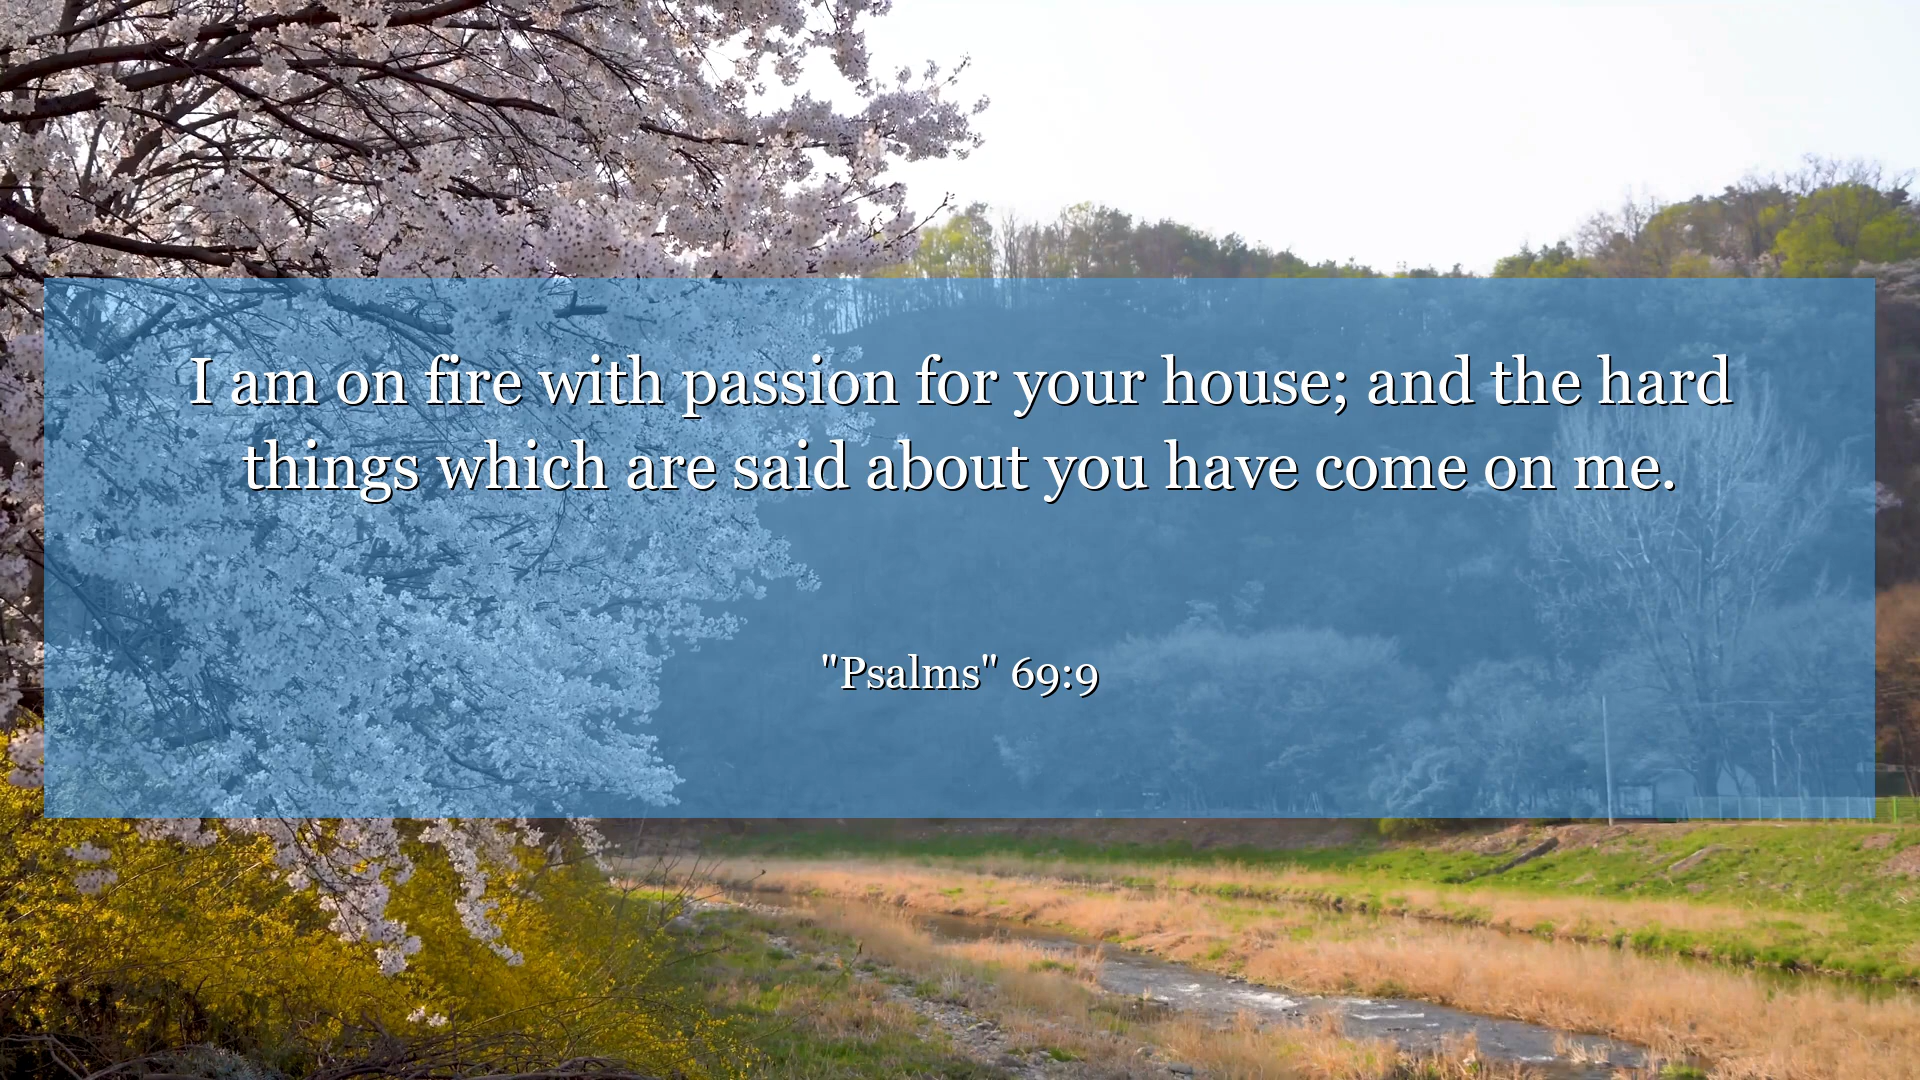 I am on fire with passion for your house; and the hard
things which are said about you have come on me.
"Psalms" 69:9